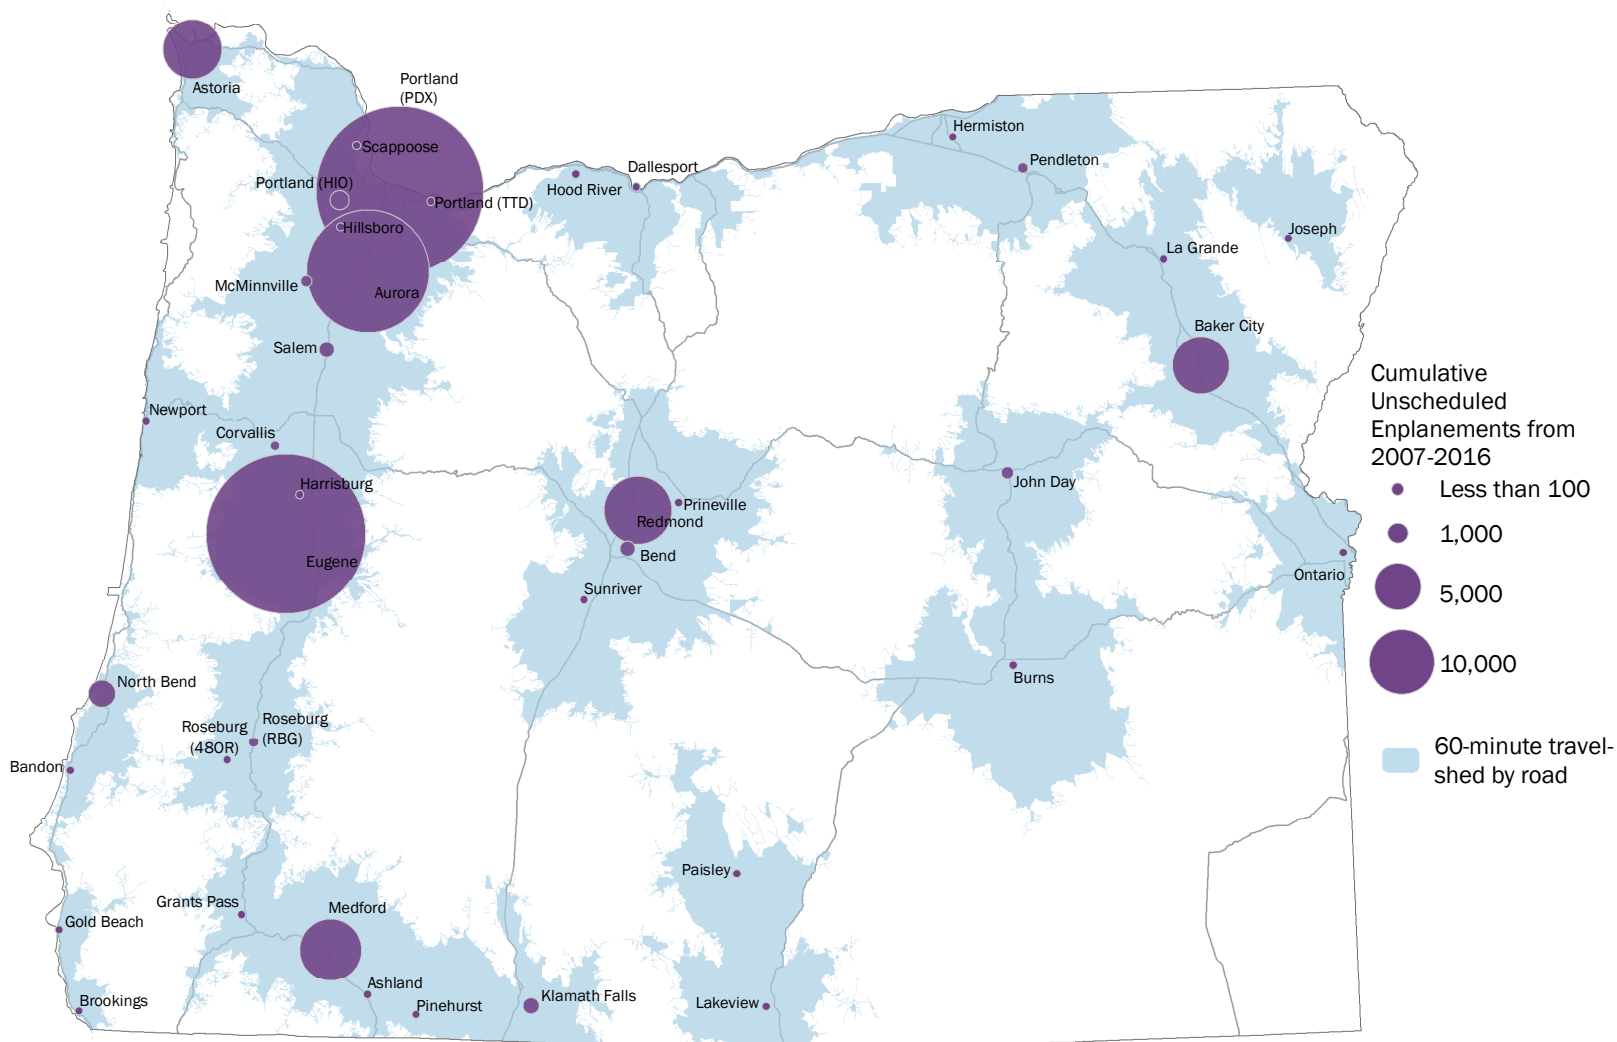 Portland
(PDX)
Astoria
Scappoose
Hermiston
Pendleton
Dallesport
Portland (HIO)
Hood River
Portland (TTD)
Hillsboro
Joseph
La Grande
McMinnville
Aurora
Baker City
Salem
Cumulative
Unscheduled
Enplanements from
2007-2016
Less than 100
1,000
5,000
10,000
60-minute travel-
shed by road
Newport
Corvallis
Harrisburg
John Day
Prineville
Redmond
Bend
Eugene
Ontario
Sunriver
Burns
North Bend
Roseburg
(48OR)
Roseburg
(RBG)
Bandon
Paisley
Grants Pass
Medford
Gold Beach
Ashland
Klamath Falls
Brookings
Pinehurst
Lakeview